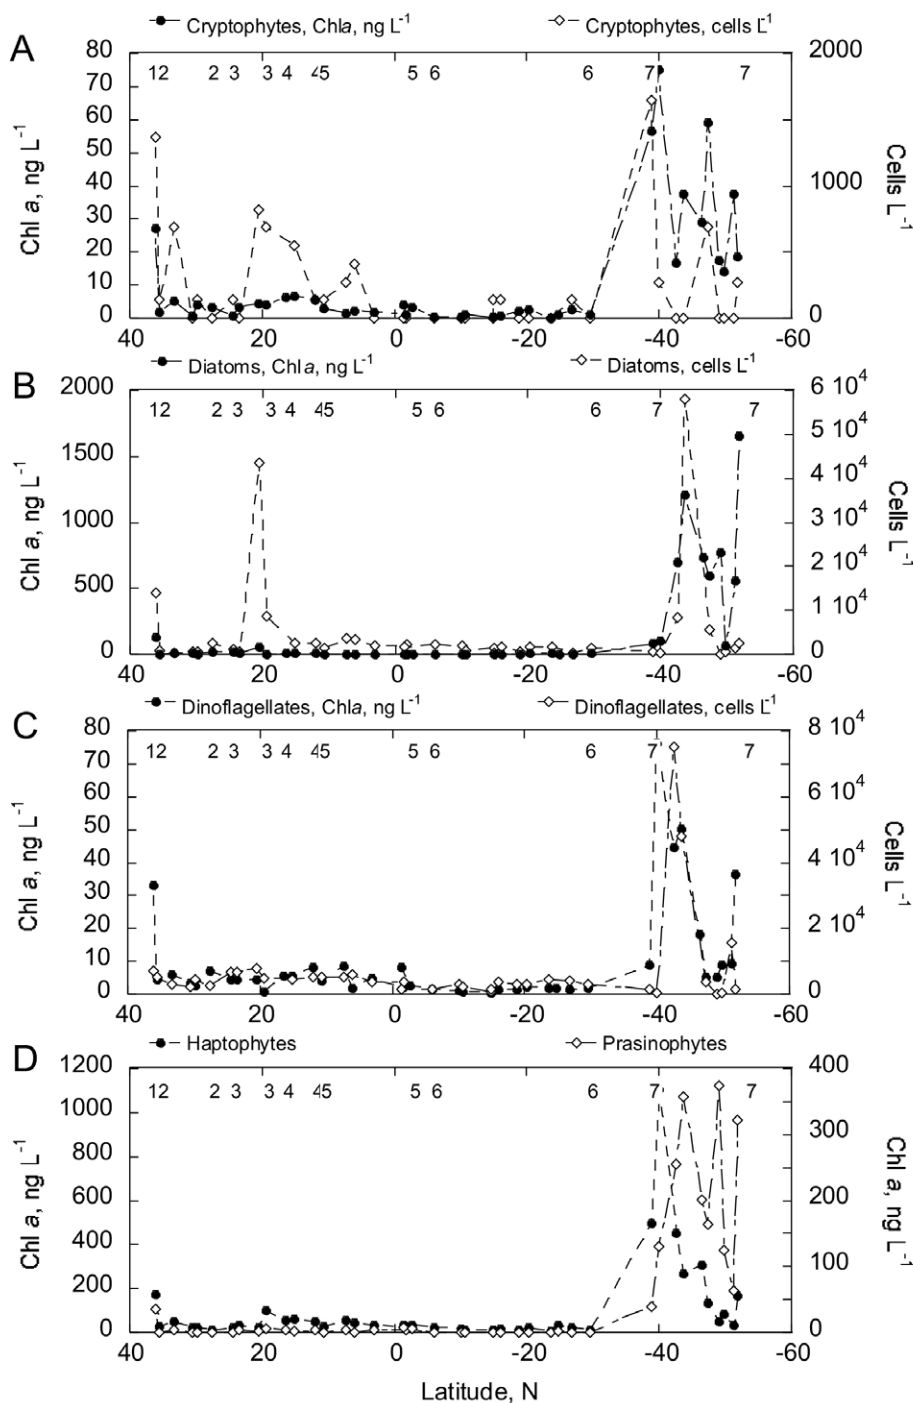 Cryptophytes, Chla, ng L⁻¹ Cryptophytes, cells L⁻¹
A
80 2000
12 2 3 3 4 45 5 6 6 7 7
70
60
50
40 1000
30
20
10
0 0
Chl a, ng L⁻¹
Cells L⁻¹
40 20 0 -20 -40 -60
Diatoms, Chla, ng L⁻¹ Diatoms, cells L⁻¹
B
2000 6 10⁴
12 2 3 3 4 45 5 6 6 7 7
5 10⁴
1500
4 10⁴
1000 3 10⁴
2 10⁴
500
1 10⁴
0 0
Chl a, ng L⁻¹
Cells L⁻¹
40 20 0 -20 -40 -60
Dinoflagellates, Chla, ng L⁻¹ Dinoflagellates, cells L⁻¹
C
80 8 10⁴
12 2 3 3 4 45 5 6 6 7 7
70
60 6 10⁴
50
40 4 10⁴
30
20 2 10⁴
10
0 0
Chl a, ng L⁻¹
Cells L⁻¹
40 20 0 -20 -40 -60
Haptophytes Prasinophytes
D
1200 400
12 2 3 3 4 45 5 6 6 7 7
1000
300
800
600 200
400
100
200
0 0
Chl a, ng L⁻¹
Chl a, ng L⁻¹
40 20 0 -20 -40 -60
Latitude, N